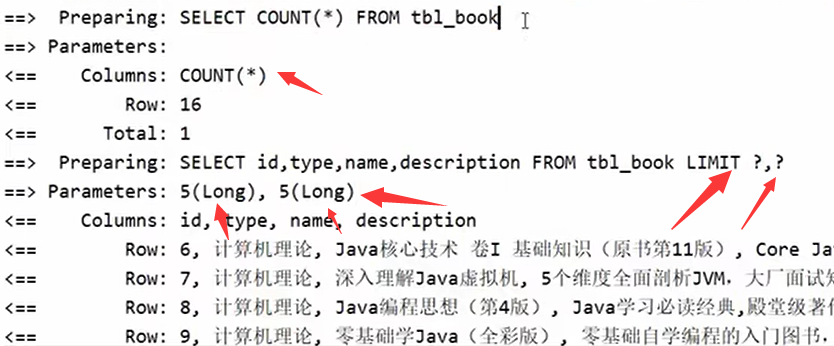 ==>  Preparing: SELECT COUNT(*) FROM tbl_book
==> Parameters:
<==    Columns: COUNT(*)
<==        Row: 16
<==      Total: 1
==>  Preparing: SELECT id,type,name,description FROM tbl_book LIMIT ?,?
==> Parameters: 5(Long), 5(Long)
<==    Columns: id, type, name, description
<==        Row: 6, 计算机理论, Java核心技术 卷I 基础知识（原书第11版）, Core Ja
<==        Row: 7, 计算机理论, 深入理解Java虚拟机, 5个维度全面剖析JVM，大厂面试知
<==        Row: 8, 计算机理论, Java编程思想（第4版）, Java学习必读经典,殿堂级著作
<==        Row: 9, 计算机理论, 零基础学Java（全彩版）, 零基础自学编程的入门图书，